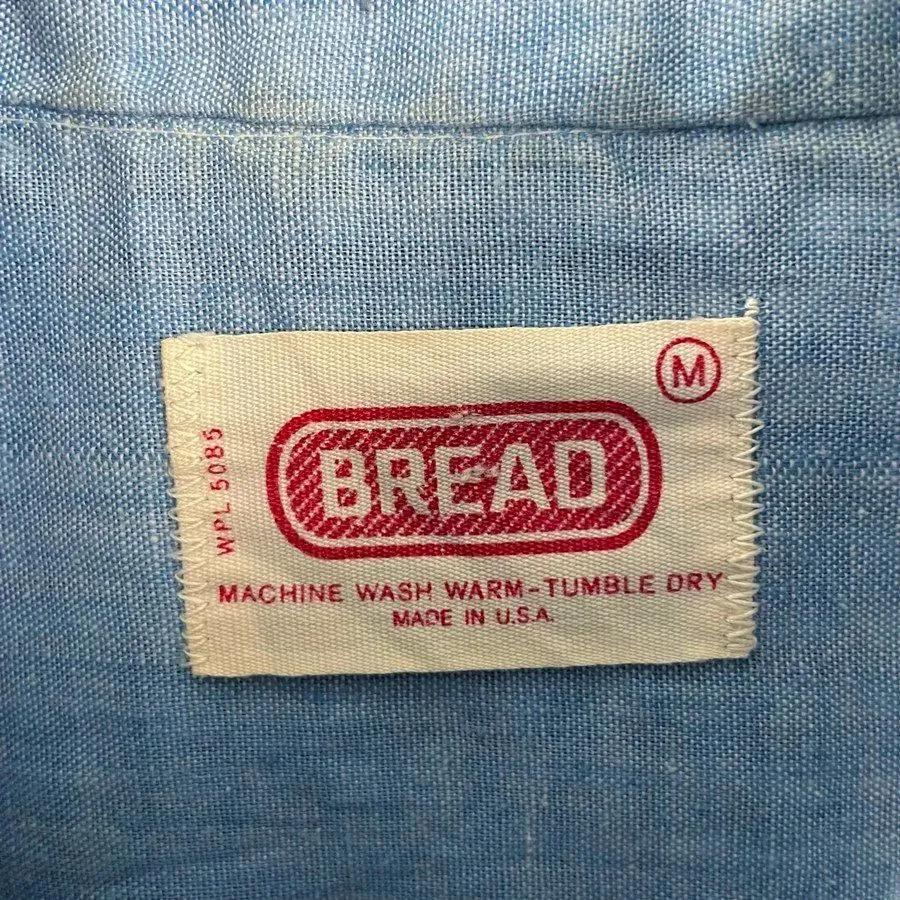 M
BREAD
WPL 5085
MACHINE WASH WARM-TUMBLE DRY
MADE IN U.S.A.